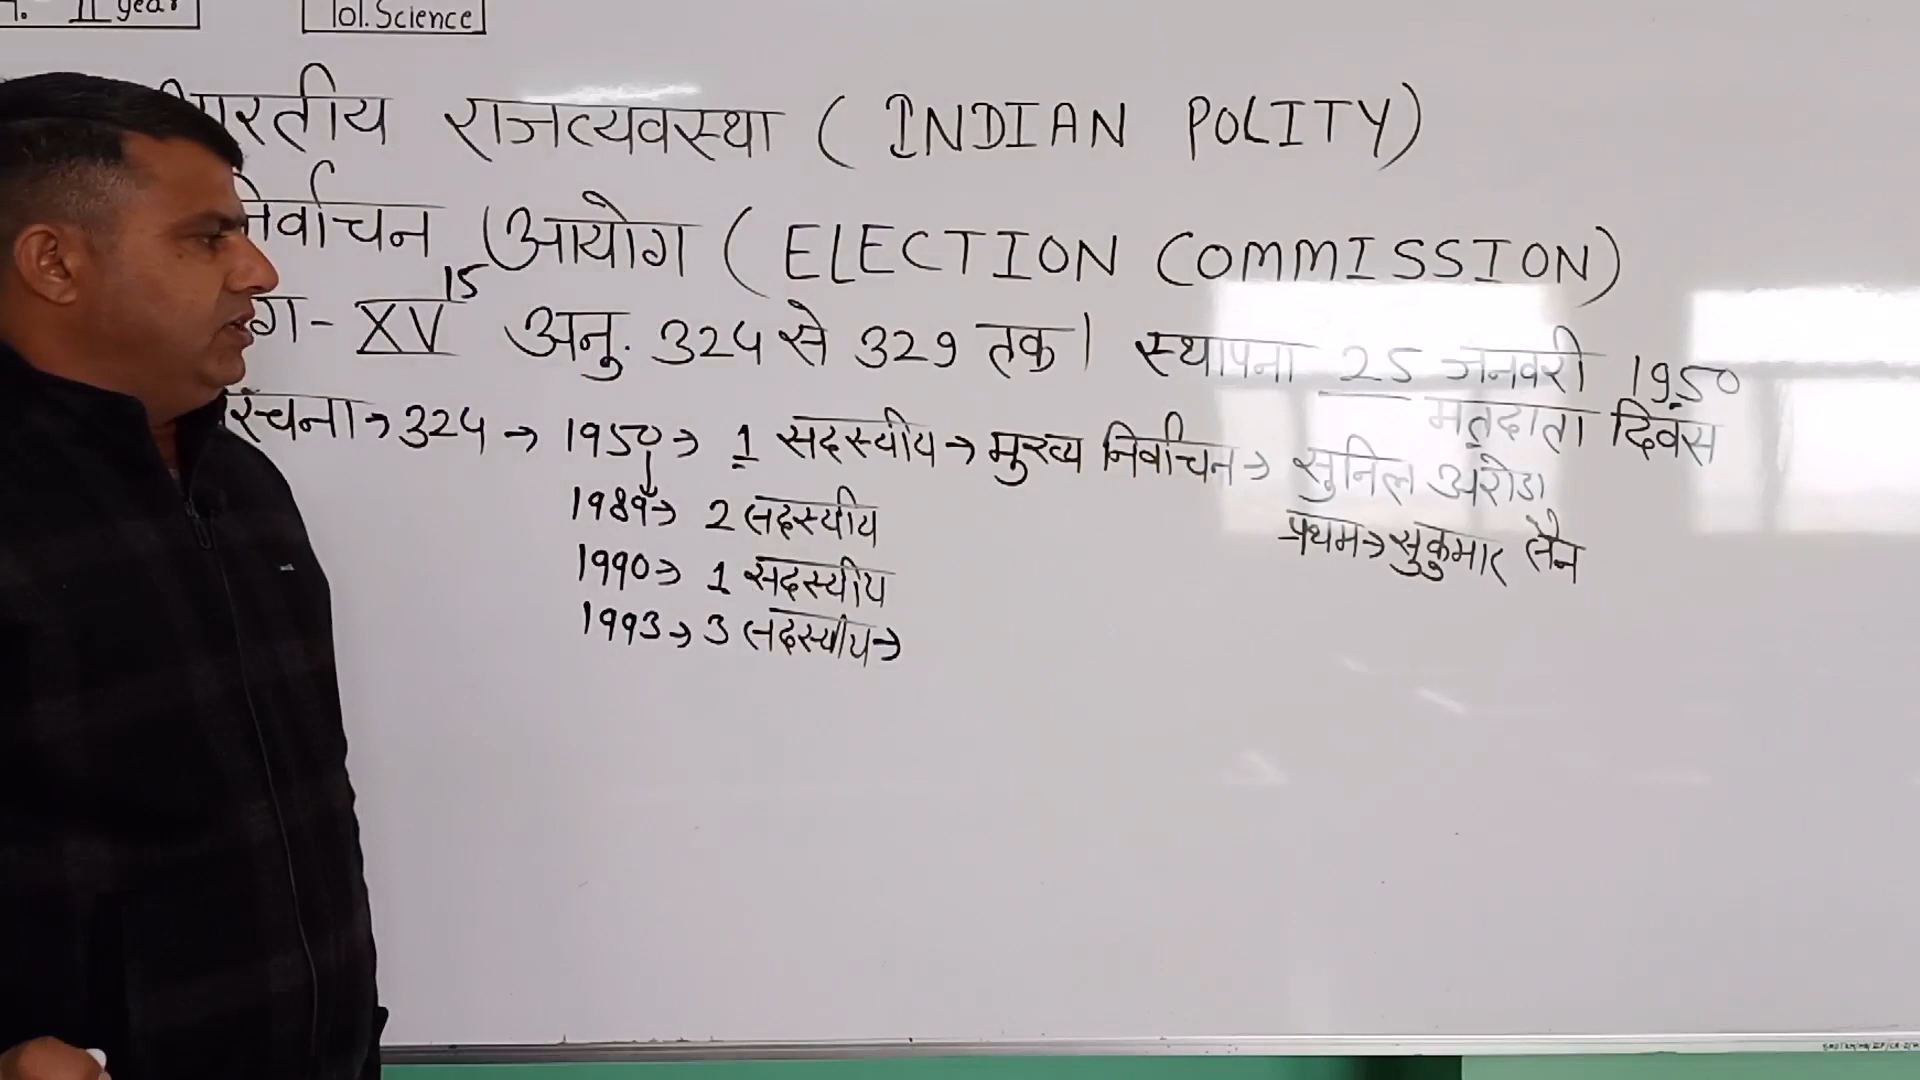 II year
Pol. Science
भारतीय राजव्यवस्था ( INDIAN POLITY )
निर्वाचन आयोग ( ELECTION COMMISSION )
भाग - XV 15 अनु. 324 से 329 तक। स्थापना 25 जनवरी 1950
मतदाता दिवस
संरचना → 324 → 1950 → 1 सदस्यीय → मुख्य निर्वाचन → सुनिल अरोडा
1989 → 2 सदस्यीय
प्रथम → सुकुमार सैन
1990 → 1 सदस्यीय
1993 → 3 सदस्यीय →